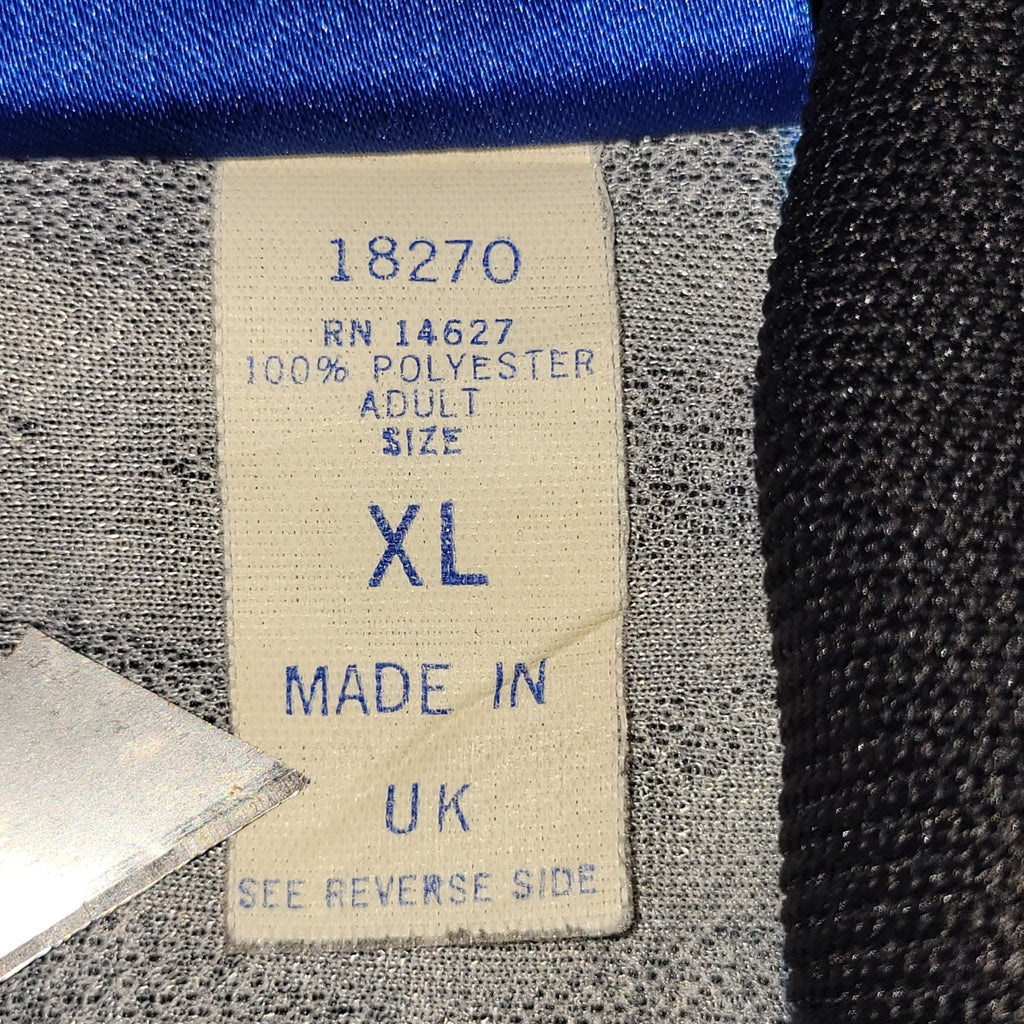 18270
RN 14627
100% POLYESTER
ADULT
SIZE
XL
MADE IN
UK
SEE REVERSE SIDE